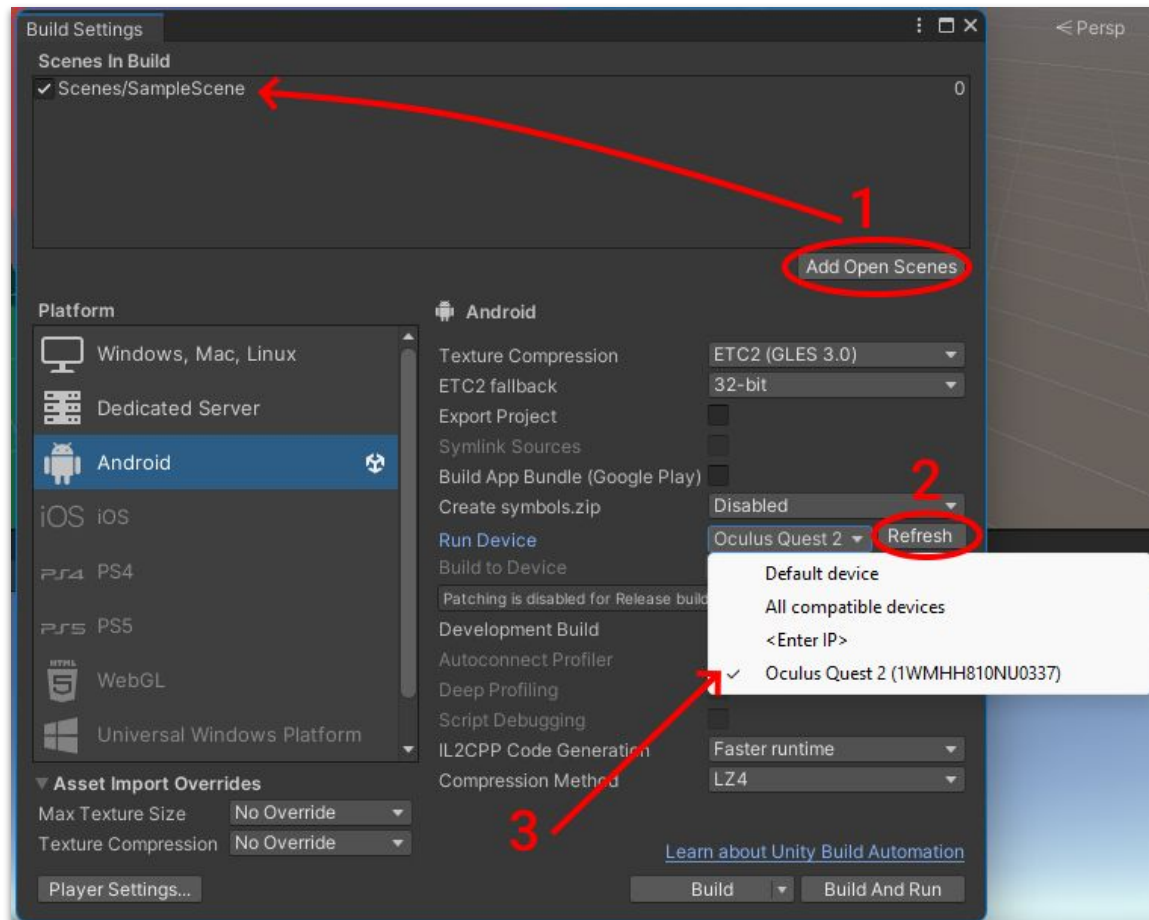 Build Settings
Persp
Scenes In Build
Scenes/SampleScene 0
1
Add Open Scenes
Platform
Windows, Mac, Linux
Dedicated Server
Android
iOS iOS
PS4 PS4
PS5 PS5
HTML
5 WebGL
Universal Windows Platform
Asset Import Overrides
Max Texture Size No Override
Texture Compression No Override
Player Settings...
Android
Texture Compression ETC2 (GLES 3.0)
ETC2 fallback 32-bit
Export Project
Symlink Sources
Build App Bundle (Google Play)
2
Create symbols.zip Disabled
Run Device Oculus Quest 2 Refresh
Build to Device
Patching is disabled for Release build
Default device
All compatible devices
<Enter IP>
Oculus Quest 2 (1WMHH810NU0337)
Development Build
Autoconnect Profiler
Deep Profiling
Script Debugging
IL2CPP Code Generation Faster runtime
Compression Method LZ4
3
Learn about Unity Build Automation
Build Build And Run